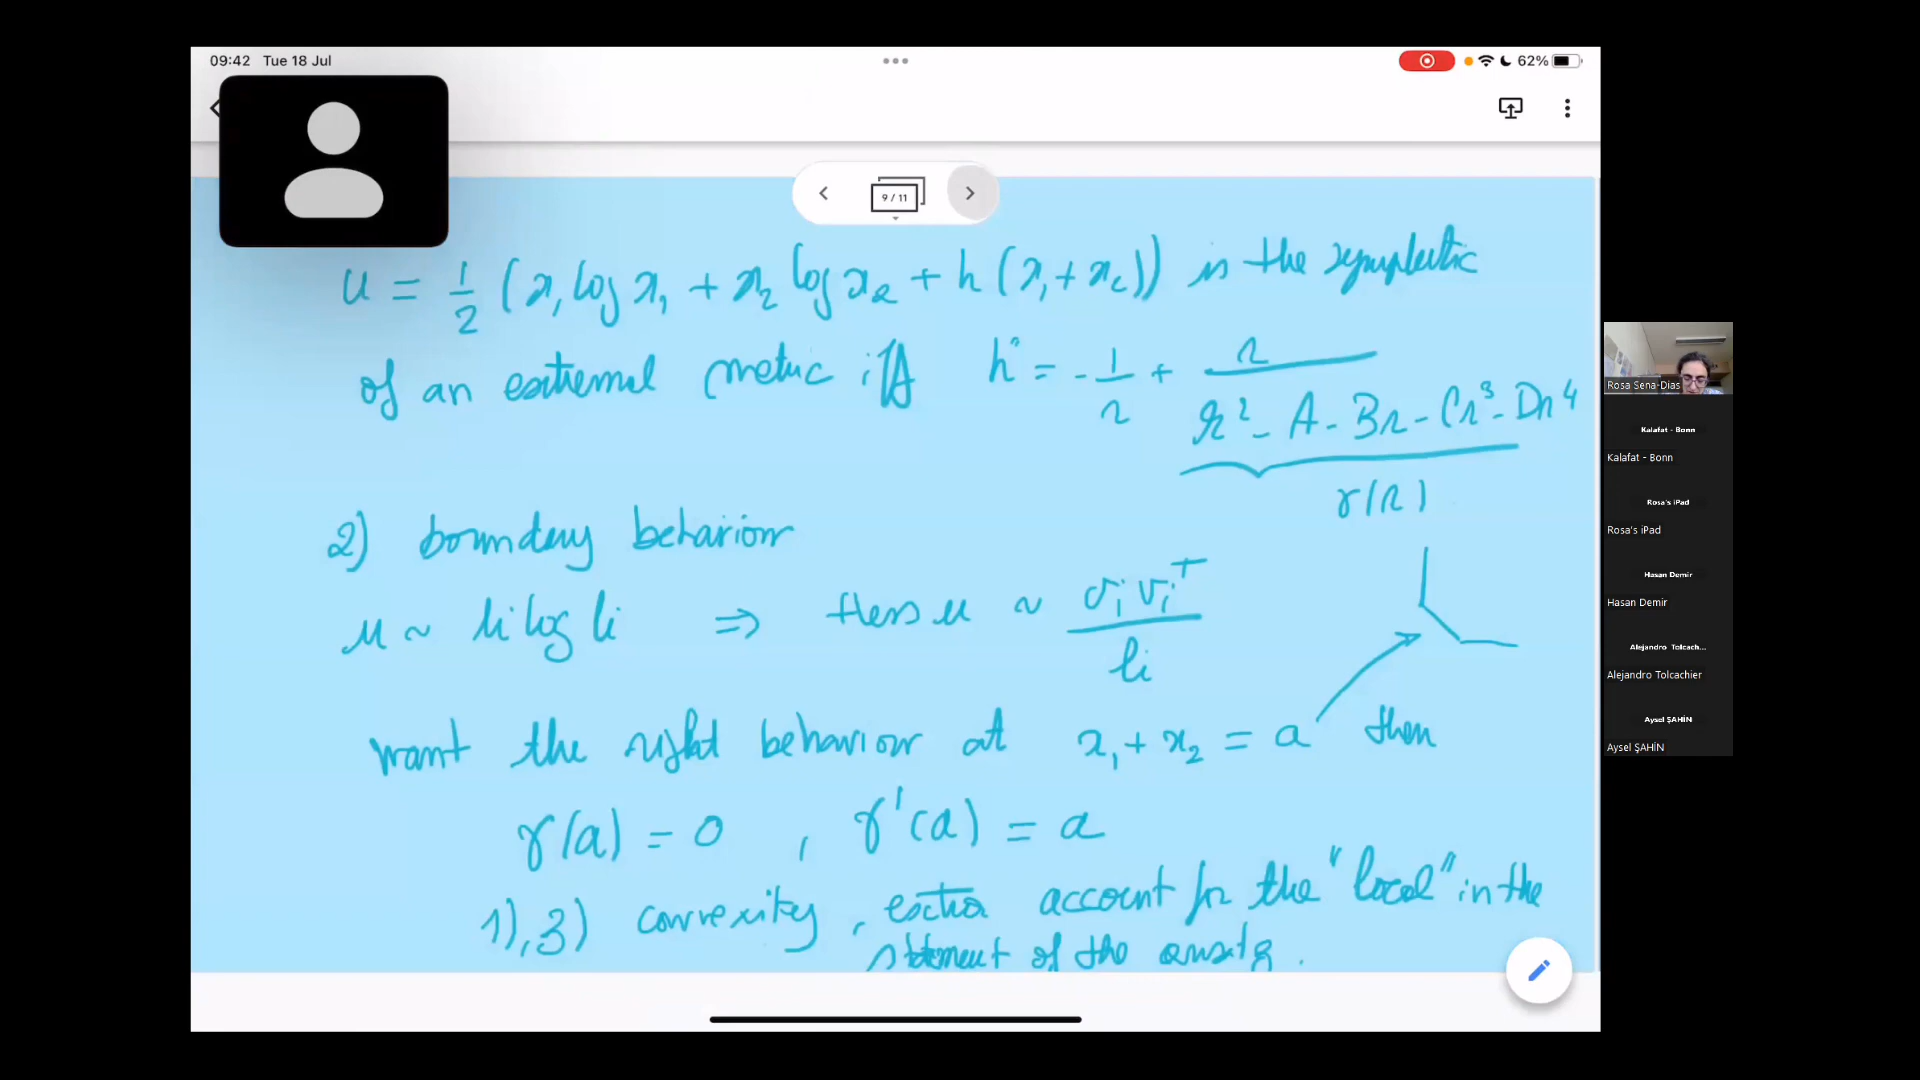 09:42 Tue 18 Jul
62%
9 / 11
u = 1/2 (x₁ log x₁ + x₂ log x₂ + h(x₁+x₂)) is the symplectic
of an extremal metric iff h'' = -1/r + r/(r² - A - Br - Cr³ - Dr⁴)
γ(r)
2) boundary behaviour
u ~ li log li ⇒ Hess u ~ vᵢvᵢᵀ/li
want the right behaviour at x₁ + x₂ = a then
γ(a) = 0 , γ'(a) = a
1), 3) convexity, extra account for the "local" in the
statement of the ansatz.
Rosa Sena-Dias
Kalafat - Bonn
Kalafat - Bonn
Rosa's iPad
Rosa's iPad
Hasan Demir
Hasan Demir
Alejandro Tolcach...
Alejandro Tolcachier
Aysel ŞAHİN
Aysel ŞAHİN